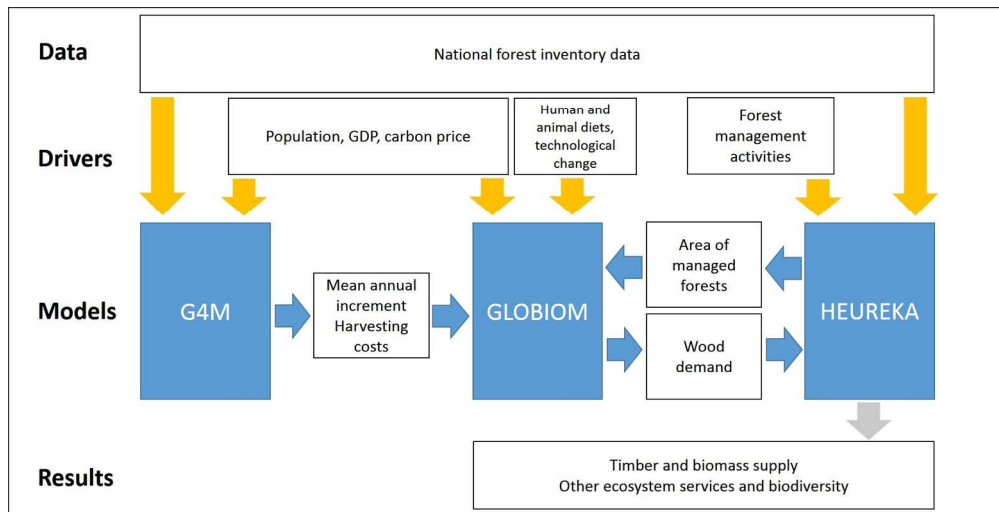 Data
National forest inventory data
Drivers
Population, GDP, carbon price
Human and
animal diets,
technological
change
Forest
management
activities
Models
G4M
Mean annual
increment
Harvesting
costs
GLOBIOM
Area of
managed
forests
Wood
demand
HEUREKA
Results
Timber and biomass supply
Other ecosystem services and biodiversity